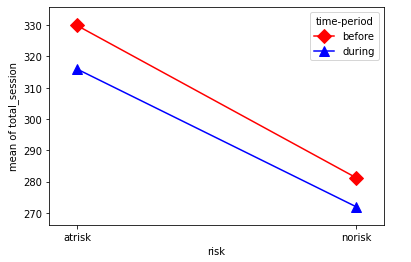 time-period
before
during
330
320
310
300
290
280
270
mean of total_session
atrisk
norisk
risk